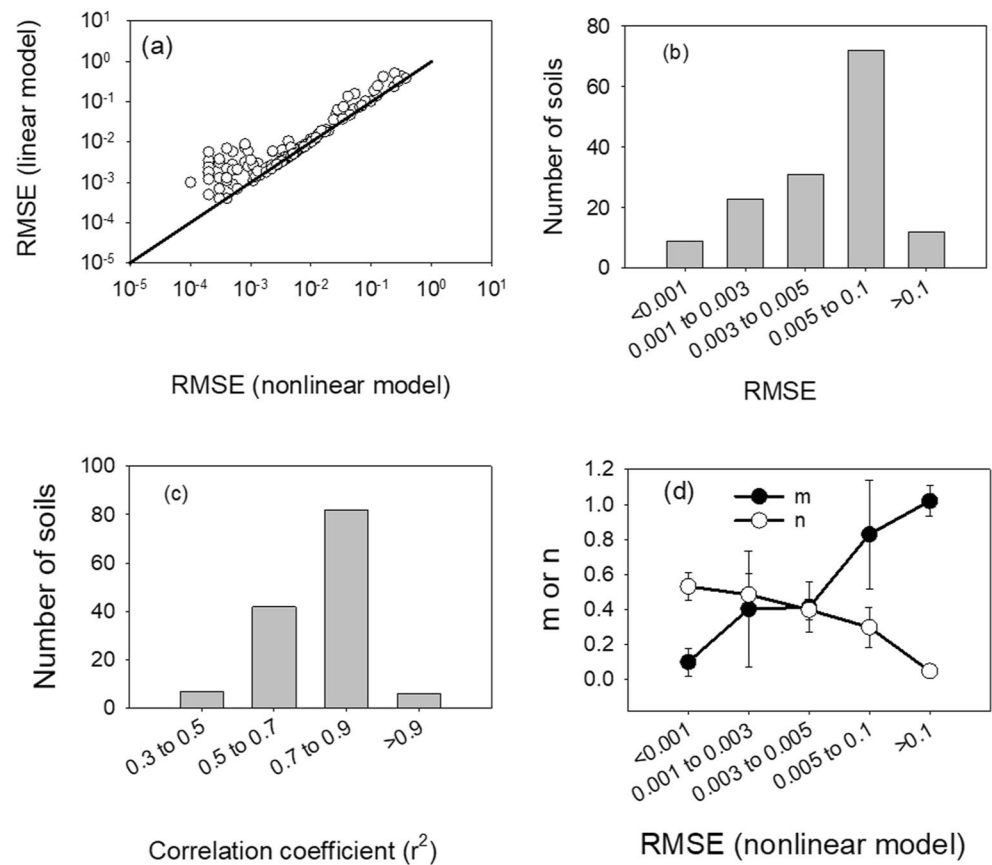 (a)
RMSE (linear model)
10¹
10⁰
10⁻¹
10⁻²
10⁻³
10⁻⁴
10⁻⁵
10⁻⁵ 10⁻⁴ 10⁻³ 10⁻² 10⁻¹ 10⁰ 10¹
RMSE (nonlinear model)
(b)
Number of soils
80
60
40
20
0
<0.001
0.001 to 0.003
0.003 to 0.005
0.005 to 0.1
>0.1
RMSE
(c)
Number of soils
100
80
60
40
20
0
0.3 to 0.5
0.5 to 0.7
0.7 to 0.9
>0.9
Correlation coefficient (r²)
(d)
m
n
m or n
1.2
1.0
0.8
0.6
0.4
0.2
0.0
<0.001
0.001 to 0.003
0.003 to 0.005
0.005 to 0.1
>0.1
RMSE (nonlinear model)